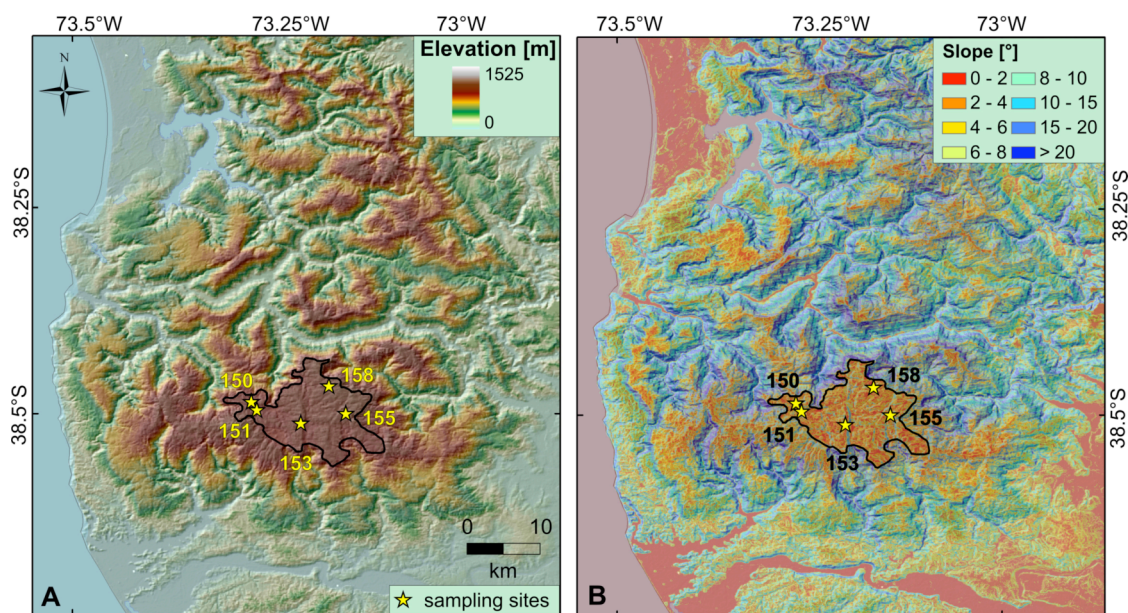 73.5°W 73.25°W 73°W
73.5°W 73.25°W 73°W
N
Elevation [m]
1525
0
Slope [°]
0 - 2 8 - 10
2 - 4 10 - 15
4 - 6 15 - 20
6 - 8 > 20
38.25°S
38.25°S
150
158
155
151
153
38.5°S
150
158
155
151
153
38.5°S
0 10
km
A
sampling sites
B